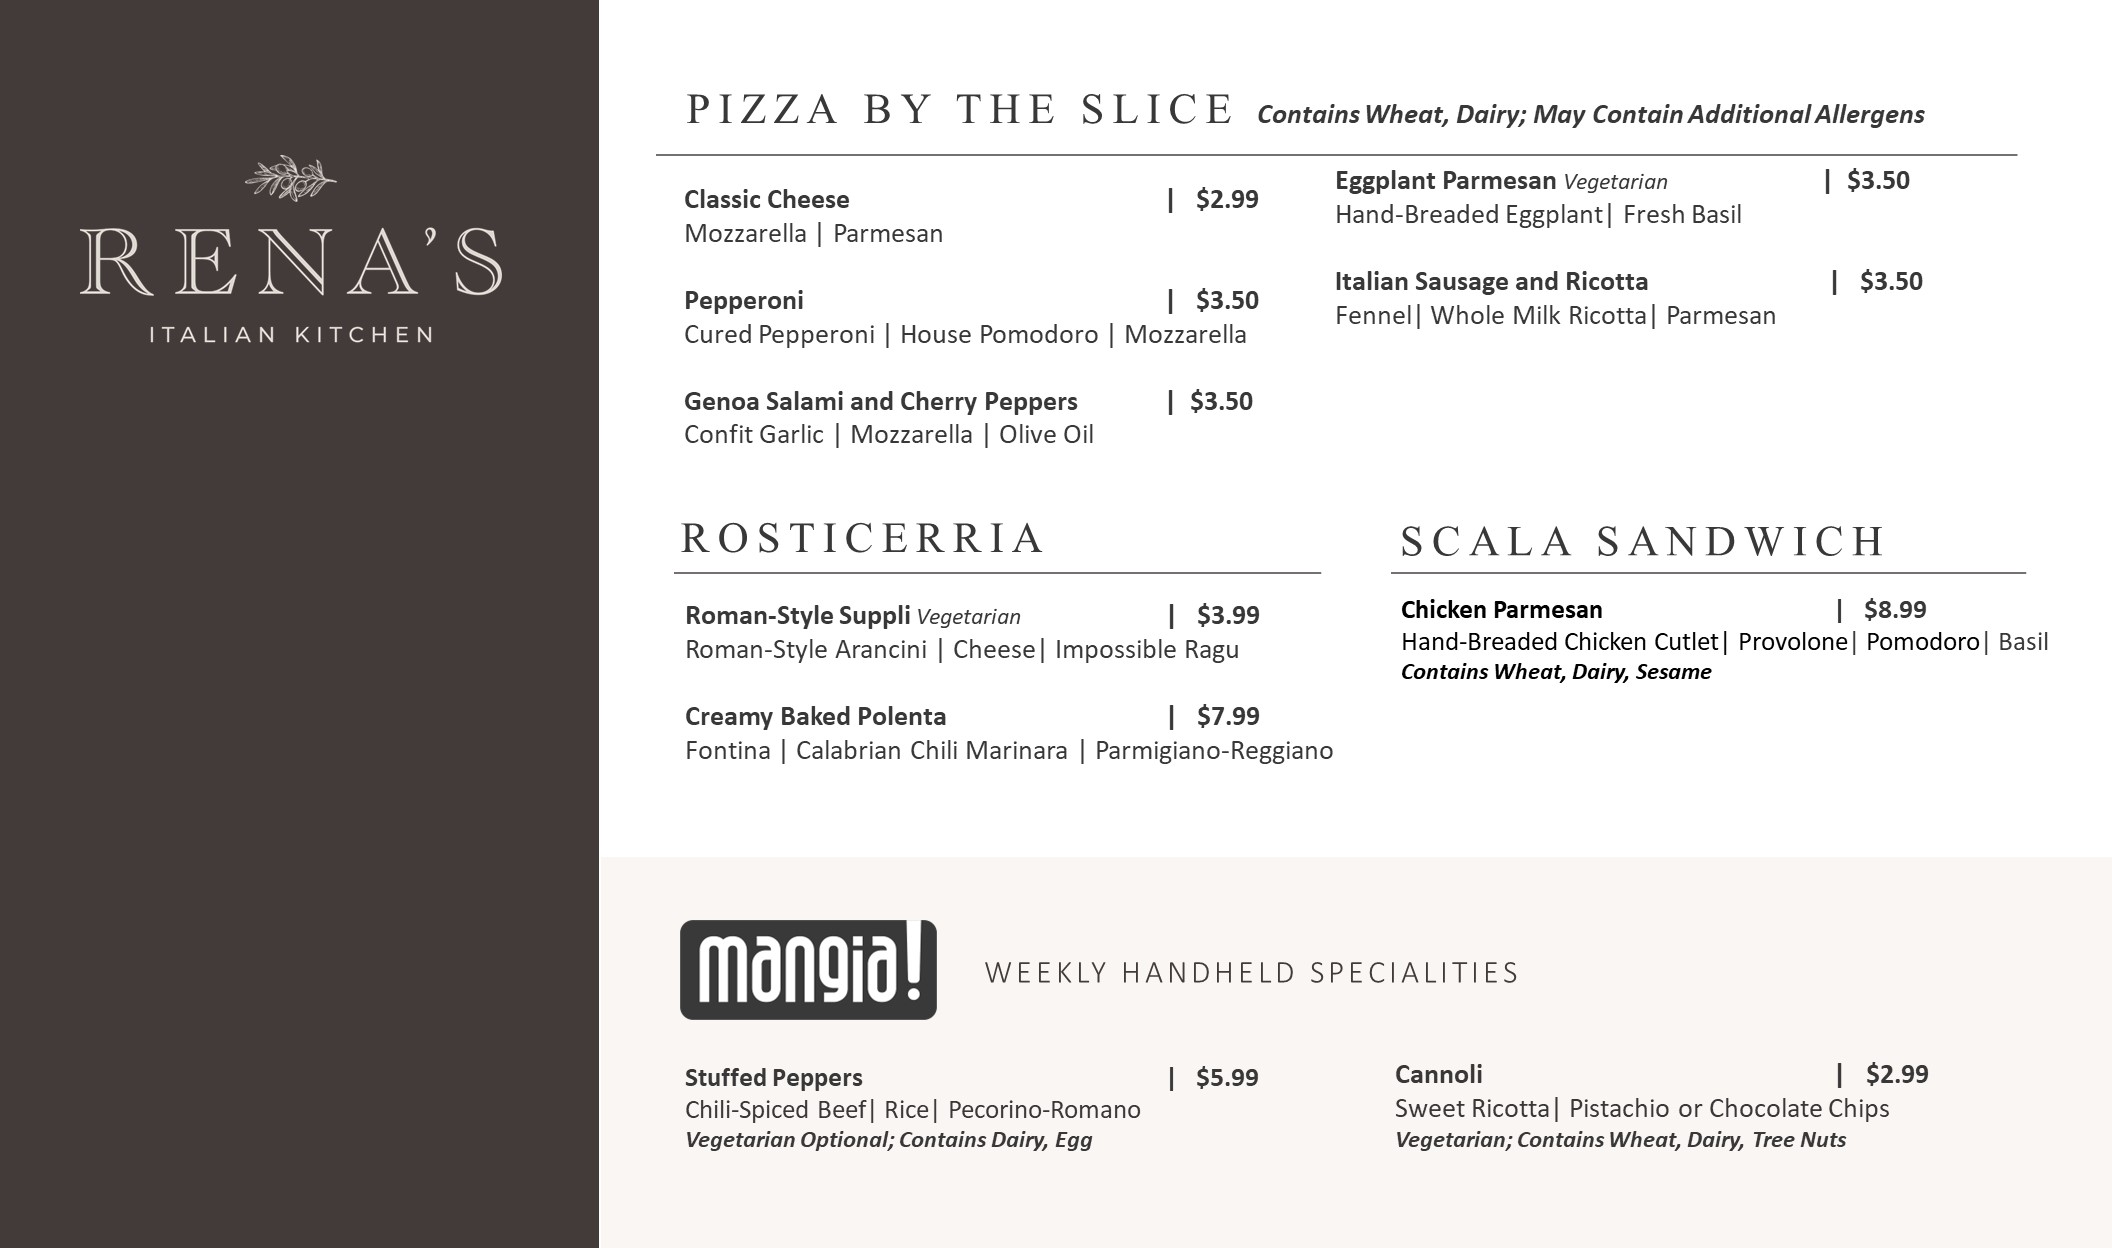 RENA'S
ITALIAN KITCHEN
PIZZA BY THE SLICE Contains Wheat, Dairy; May Contain Additional Allergens
Classic Cheese | $2.99
Mozzarella | Parmesan
Pepperoni | $3.50
Cured Pepperoni | House Pomodoro | Mozzarella
Genoa Salami and Cherry Peppers | $3.50
Confit Garlic | Mozzarella | Olive Oil
Eggplant Parmesan Vegetarian | $3.50
Hand-Breaded Eggplant| Fresh Basil
Italian Sausage and Ricotta | $3.50
Fennel| Whole Milk Ricotta| Parmesan
ROSTICERRIA
Roman-Style Suppli Vegetarian | $3.99
Roman-Style Arancini | Cheese| Impossible Ragu
Creamy Baked Polenta | $7.99
Fontina | Calabrian Chili Marinara | Parmigiano-Reggiano
SCALA SANDWICH
Chicken Parmesan | $8.99
Hand-Breaded Chicken Cutlet| Provolone| Pomodoro| Basil
Contains Wheat, Dairy, Sesame
mangia! WEEKLY HANDHELD SPECIALITIES
Stuffed Peppers | $5.99
Chili-Spiced Beef| Rice| Pecorino-Romano
Vegetarian Optional; Contains Dairy, Egg
Cannoli | $2.99
Sweet Ricotta| Pistachio or Chocolate Chips
Vegetarian; Contains Wheat, Dairy, Tree Nuts